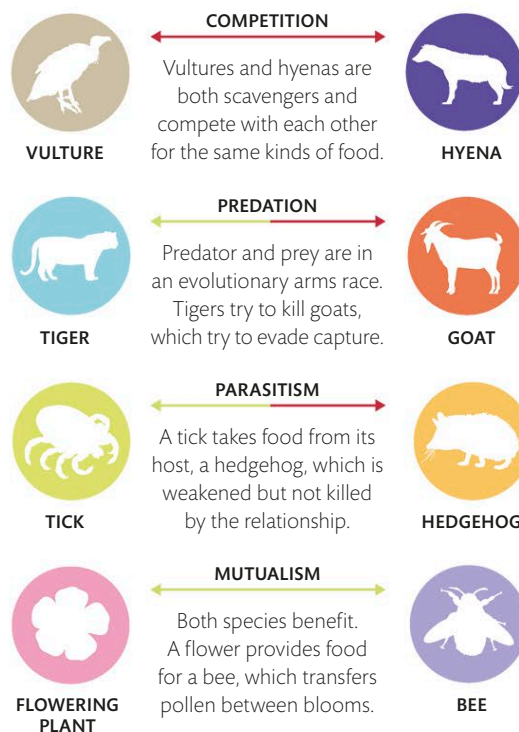 COMPETITION
Vultures and hyenas are
both scavengers and
compete with each other
for the same kinds of food.
VULTURE
HYENA
PREDATION
Predator and prey are in
an evolutionary arms race.
Tigers try to kill goats,
which try to evade capture.
TIGER
GOAT
PARASITISM
A tick takes food from its
host, a hedgehog, which is
weakened but not killed
by the relationship.
TICK
HEDGEHOG
MUTUALISM
Both species benefit.
A flower provides food
for a bee, which transfers
pollen between blooms.
FLOWERING
PLANT
BEE